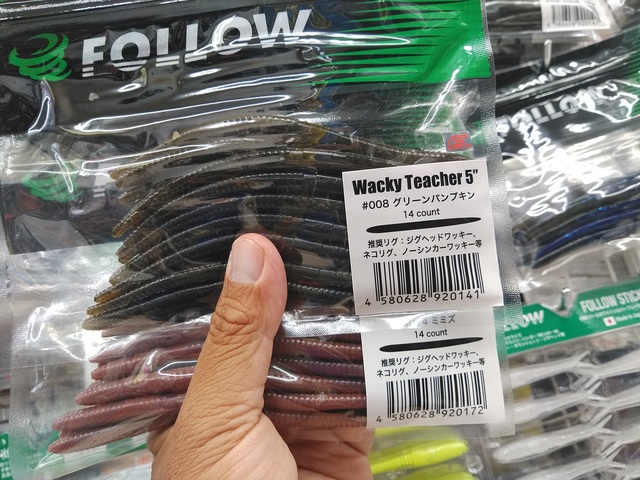 FOLLOW
Wacky Teacher 5"
#008 グリーンパンプキン
14 count
推奨リグ：ジグヘッドワッキー、
ネコリグ、ノーシンカーワッキー等
4 580628 920141
ミミズ
14 count
推奨リグ：ジグヘッドワッキー、
ネコリグ、ノーシンカーワッキー等
4 580628 920172
FOLLOW STICK